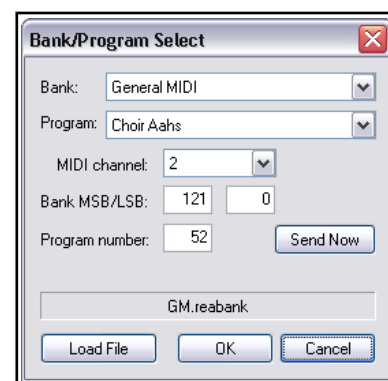 Bank/Program Select
Bank: General MIDI
Program: Choir Aahs
MIDI channel: 2
Bank MSB/LSB: 121 0
Program number: 52 Send Now
GM.reabank
Load File OK Cancel